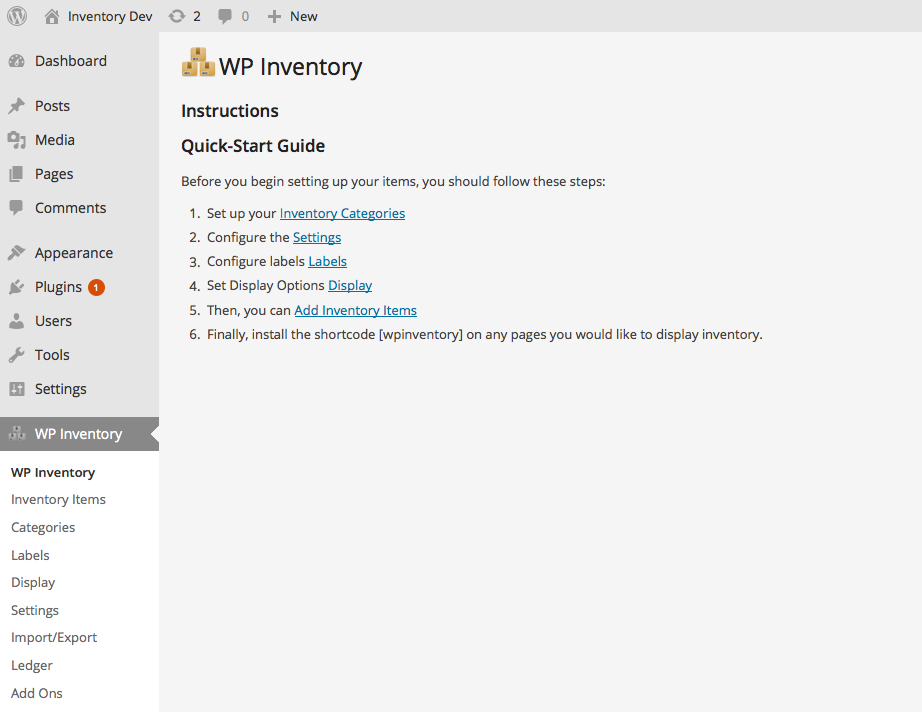 Inventory Dev 2 0 New
Dashboard
Posts
Media
Pages
Comments
Appearance
Plugins 1
Users
Tools
Settings
WP Inventory
WP Inventory
Inventory Items
Categories
Labels
Display
Settings
Import/Export
Ledger
Add Ons
WP Inventory
Instructions
Quick-Start Guide
Before you begin setting up your items, you should follow these steps:
1. Set up your Inventory Categories
2. Configure the Settings
3. Configure labels Labels
4. Set Display Options Display
5. Then, you can Add Inventory Items
6. Finally, install the shortcode [wpinventory] on any pages you would like to display inventory.